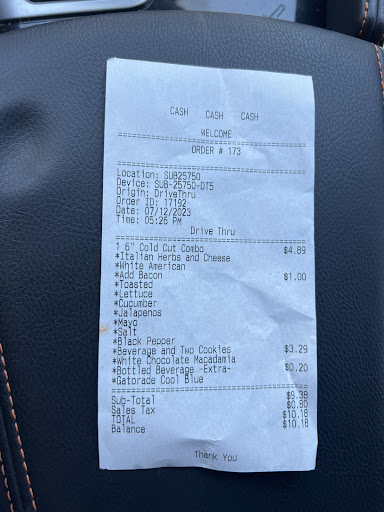 CASH CASH CASH
WELCOME
ORDER # 173
Location: SUB25750
Device: SUB-25750-DT5
Origin: DriveThru
Order ID: 17192
Date: 07/12/2023
Time: 05:26 PM
Drive Thru
1 6" Cold Cut Combo $4.89
*Italian Herbs and Cheese
*White American
*Add Bacon $1.00
*Toasted
*Lettuce
*Cucumber
*Jalapenos
*Mayo
*Salt
*Black Pepper
*Beverage and Two Cookies $3.29
*White Chocolate Macadamia
*Bottled Beverage -Extra- $0.20
*Gatorade Cool Blue
Sub-Total $9.38
Sales Tax $0.80
TOTAL $10.18
Balance $10.18
Thank You